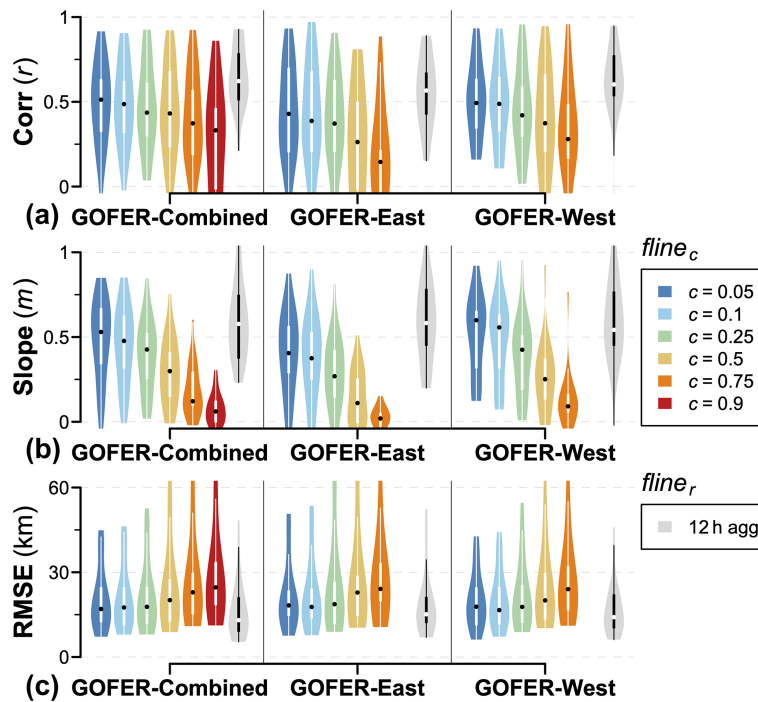 1
0.5
0
Corr (r)
(a)
GOFER-Combined
GOFER-East
GOFER-West
1
0.5
0
Slope (m)
(b)
GOFER-Combined
GOFER-East
GOFER-West
60
30
0
RMSE (km)
(c)
GOFER-Combined
GOFER-East
GOFER-West
fline_c
c = 0.05
c = 0.1
c = 0.25
c = 0.5
c = 0.75
c = 0.9
fline_r
12 h agg